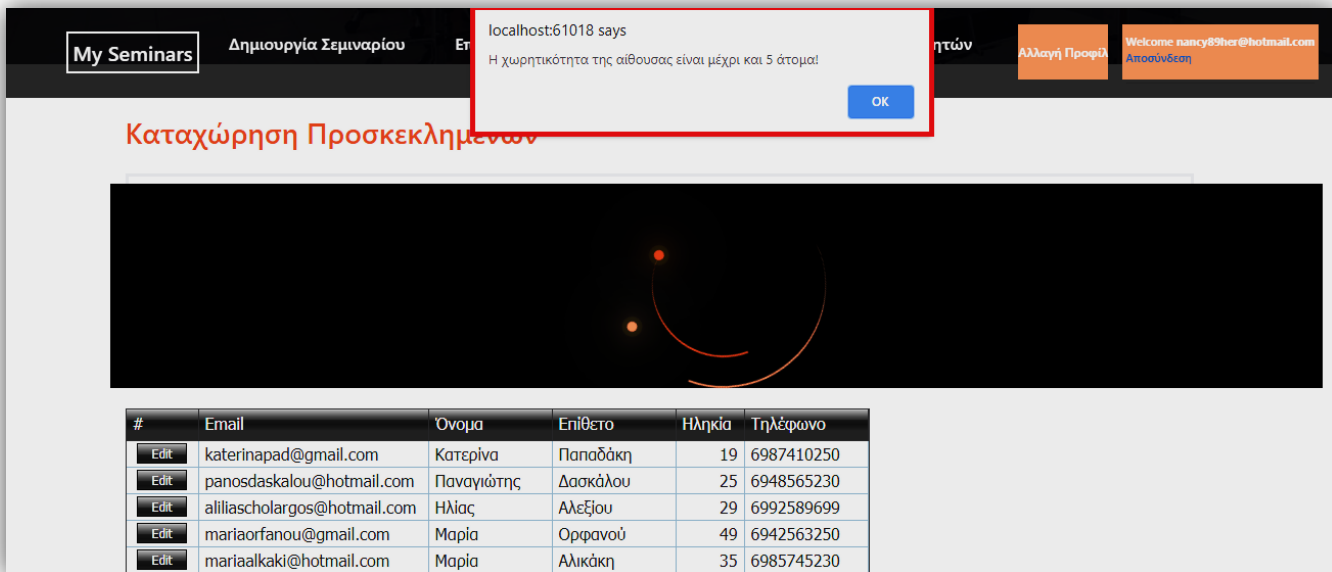 My Seminars
Δημιουργία Σεμιναρίου
localhost:61018 says
Η χωρητικότητα της αίθουσας είναι μέχρι και 5 άτομα!
OK
Αλλαγή Προφίλ
Welcome nancy89her@hotmail.com
Αποσύνδεση
Καταχώρηση Προσκεκλημένων
# Email Όνομα Επίθετο Ηληκία Τηλέφωνο
Edit katerinapad@gmail.com Κατερίνα Παπαδάκη 19 6987410250
Edit panosdaskalou@hotmail.com Παναγιώτης Δασκάλου 25 6948565230
Edit aliliascholargos@hotmail.com Ηλίας Αλεξίου 29 6992589699
Edit mariaorfanou@gmail.com Μαρία Ορφανού 49 6942563250
Edit mariaalkaki@hotmail.com Μαρία Αλικάκη 35 6985745230